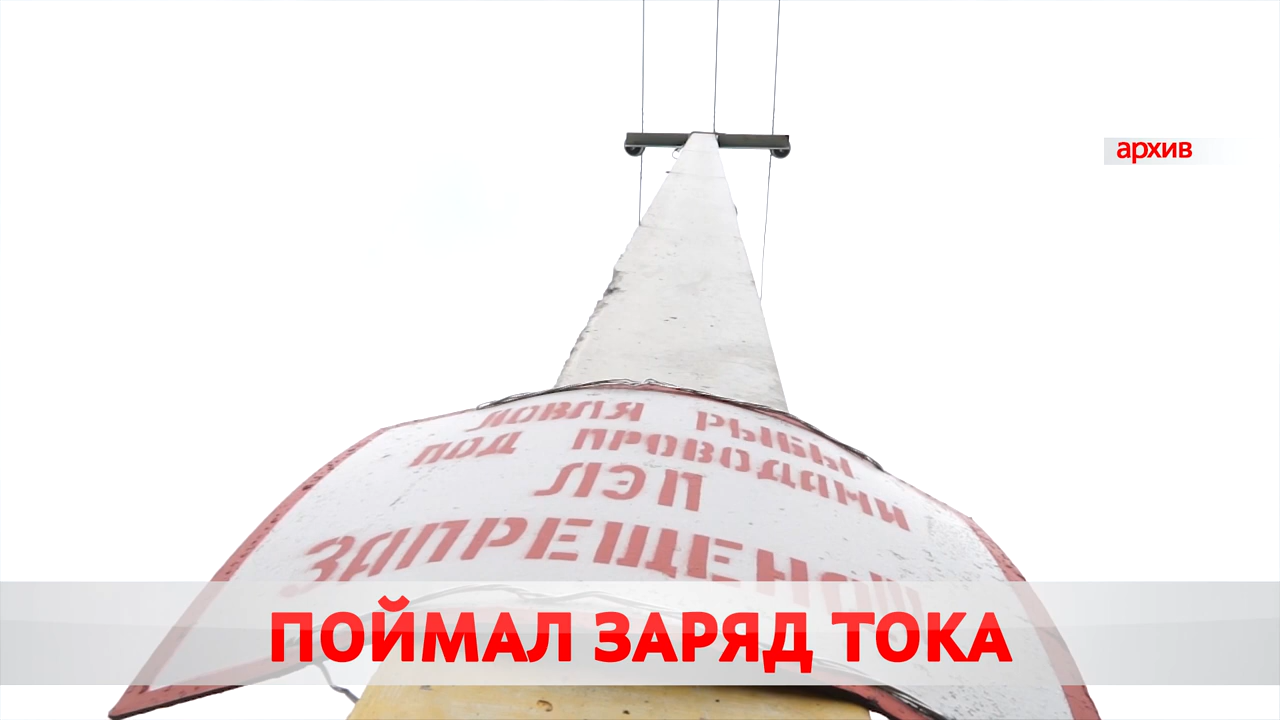 архив
ЛОВЛЯ РЫБЫ
ПОД ПРОВОДАМИ
ЛЭП
ЗАПРЕЩЕНО
ПОЙМАЛ ЗАРЯД ТОКА